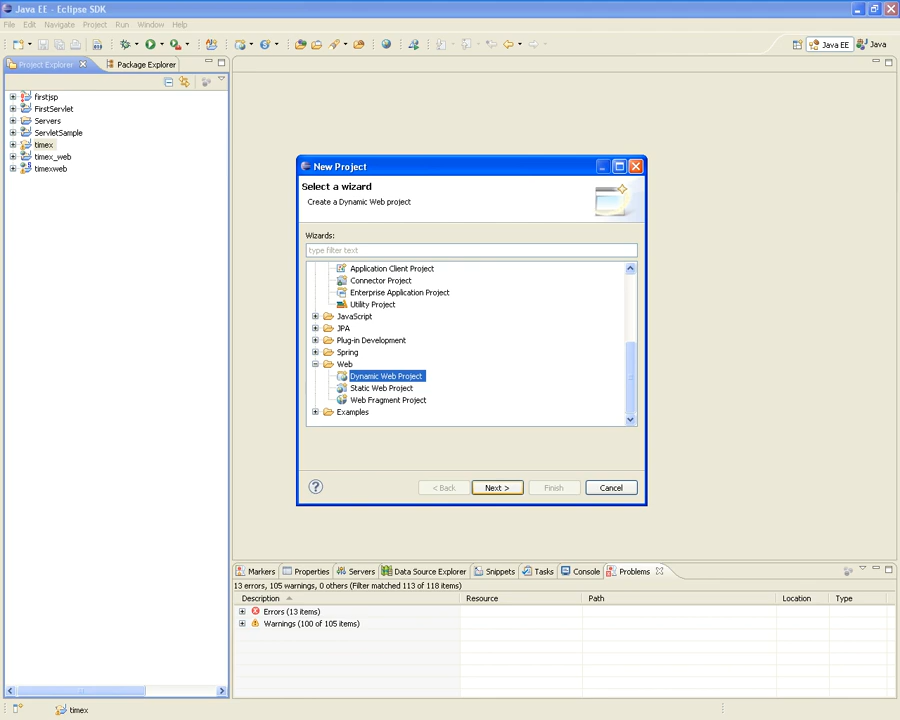 Java EE - Eclipse SDK
File Edit Navigate Project Run Window Help
Java EE Java
Project Explorer Package Explorer
firstjsp
FirstServlet
Servers
ServletSample
timex
timex_web
timexweb
New Project
Select a wizard
Create a Dynamic Web project
Wizards:
type filter text
Application Client Project
Connector Project
Enterprise Application Project
Utility Project
JavaScript
JPA
Plug-in Development
Spring
Web
Dynamic Web Project
Static Web Project
Web Fragment Project
Examples
? < Back Next > Finish Cancel
Markers Properties Servers Data Source Explorer Snippets Tasks Console Problems
13 errors, 105 warnings, 0 others (Filter matched 113 of 118 items)
Description Resource Path Location Type
Errors (13 items)
Warnings (100 of 105 items)
timex